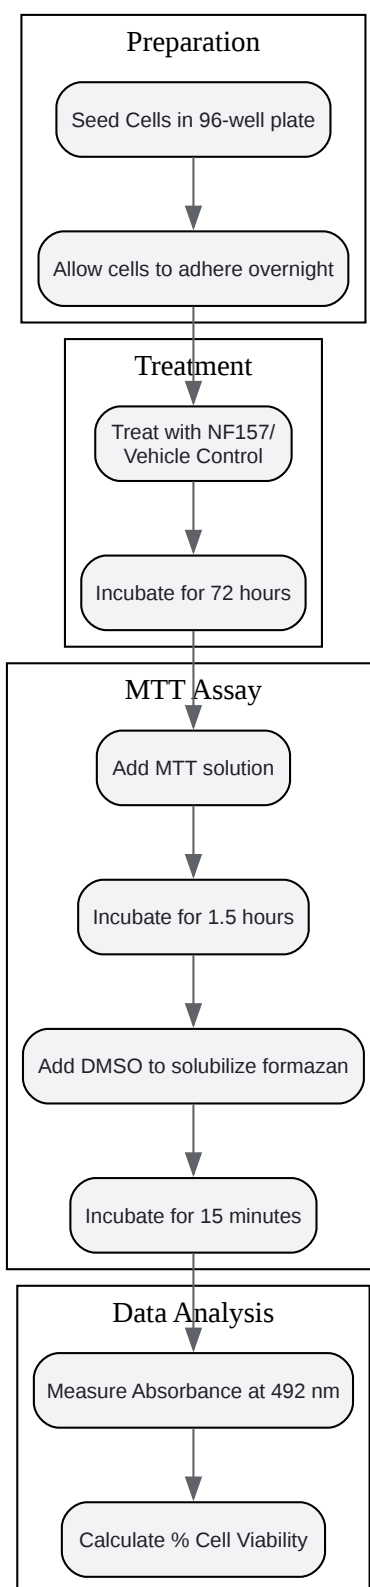 Preparation
Seed Cells in 96-well plate
Allow cells to adhere overnight
Treatment
Treat with NF157/
Vehicle Control
Incubate for 72 hours
MTT Assay
Add MTT solution
Incubate for 1.5 hours
Add DMSO to solubilize formazan
Incubate for 15 minutes
Data Analysis
Measure Absorbance at 492 nm
Calculate % Cell Viability